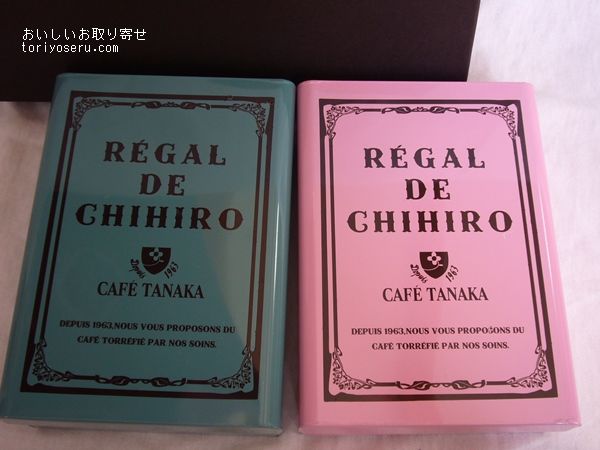 おいしいお取り寄せ
toriyoseru.com
RÉGAL
DE
CHIHIRO
Depuis 1963
CAFÉ TANAKA
DEPUIS 1963,NOUS VOUS PROPOSONS DU
CAFÉ TORRÉFIÉ PAR NOS SOINS.
RÉGAL
DE
CHIHIRO
Depuis 1963
CAFÉ TANAKA
DEPUIS 1963,NOUS VOUS PROPOSONS DU
CAFÉ TORRÉFIÉ PAR NOS SOINS.